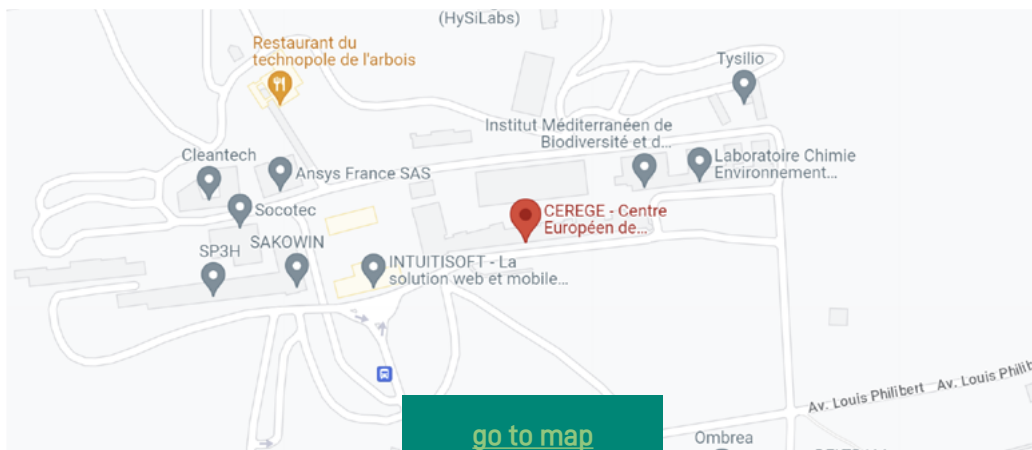 (HySiLabs)
Restaurant du
technopole de l'arbois
Tysilio
Institut Méditerranéen de
Biodiversité et d...
Cleantech
Ansys France SAS
Laboratoire Chimie
Environnement...
Socotec
CEREGE - Centre
Européen de...
SP3H
SAKOWIN
INTUITISOFT - La
solution web et mobile...
Av. Louis Philibert
Av. Louis Philib
go to map
Ombrea